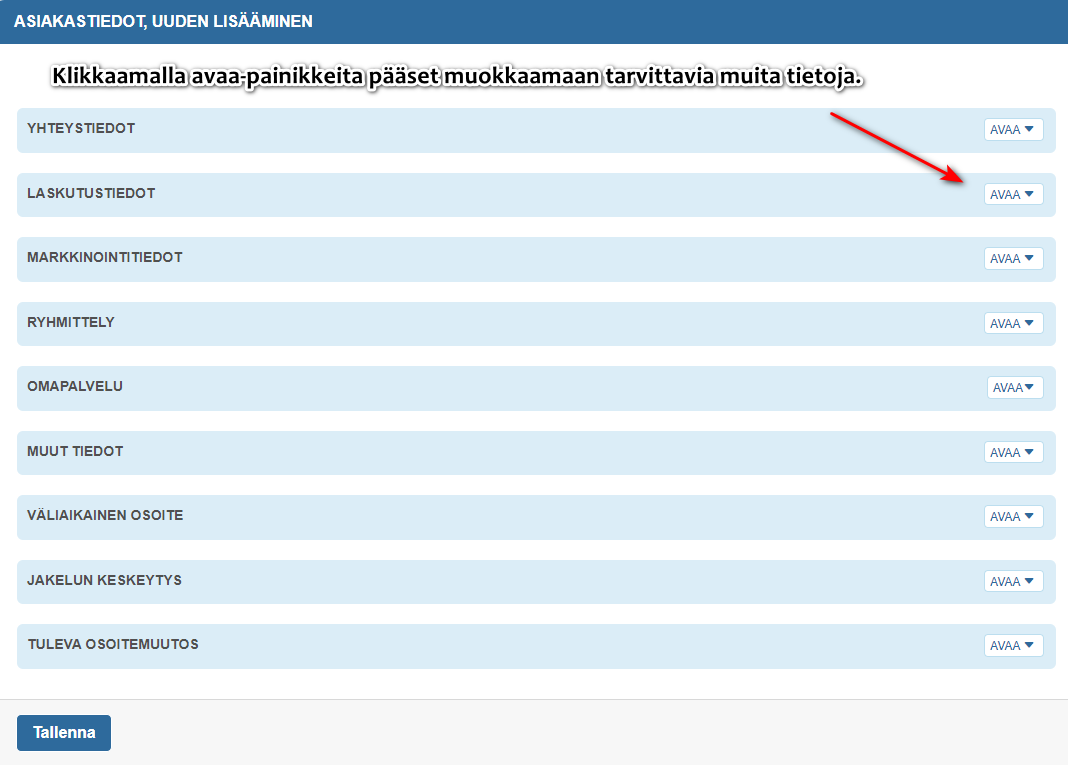 ASIAKASTIEDOT, UUDEN LISÄÄMINEN
Klikkaamalla avaa-painikkeita pääset muokkaamaan tarvittavia muita tietoja.
YHTEYSTIEDOT AVAA
LASKUTUSTIEDOT AVAA
MARKKINOINTITIEDOT AVAA
RYHMITTELY AVAA
OMAPALVELU AVAA
MUUT TIEDOT AVAA
VÄLIAIKAINEN OSOITE AVAA
JAKELUN KESKEYTYS AVAA
TULEVA OSOITEMUUTOS AVAA
Tallenna